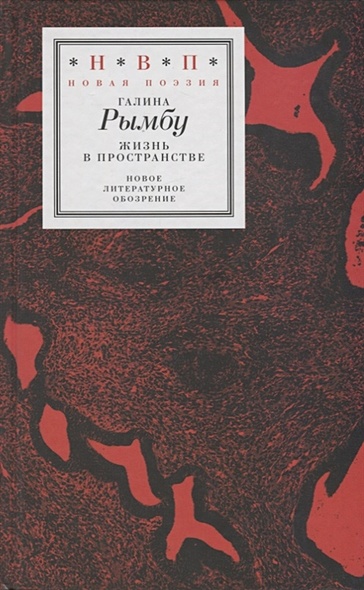 * Н * В * П *
НОВАЯ ПОЭЗИЯ
ГАЛИНА
Рымбу
ЖИЗНЬ
В ПРОСТРАНСТВЕ
НОВОЕ
ЛИТЕРАТУРНОЕ
ОБОЗРЕНИЕ